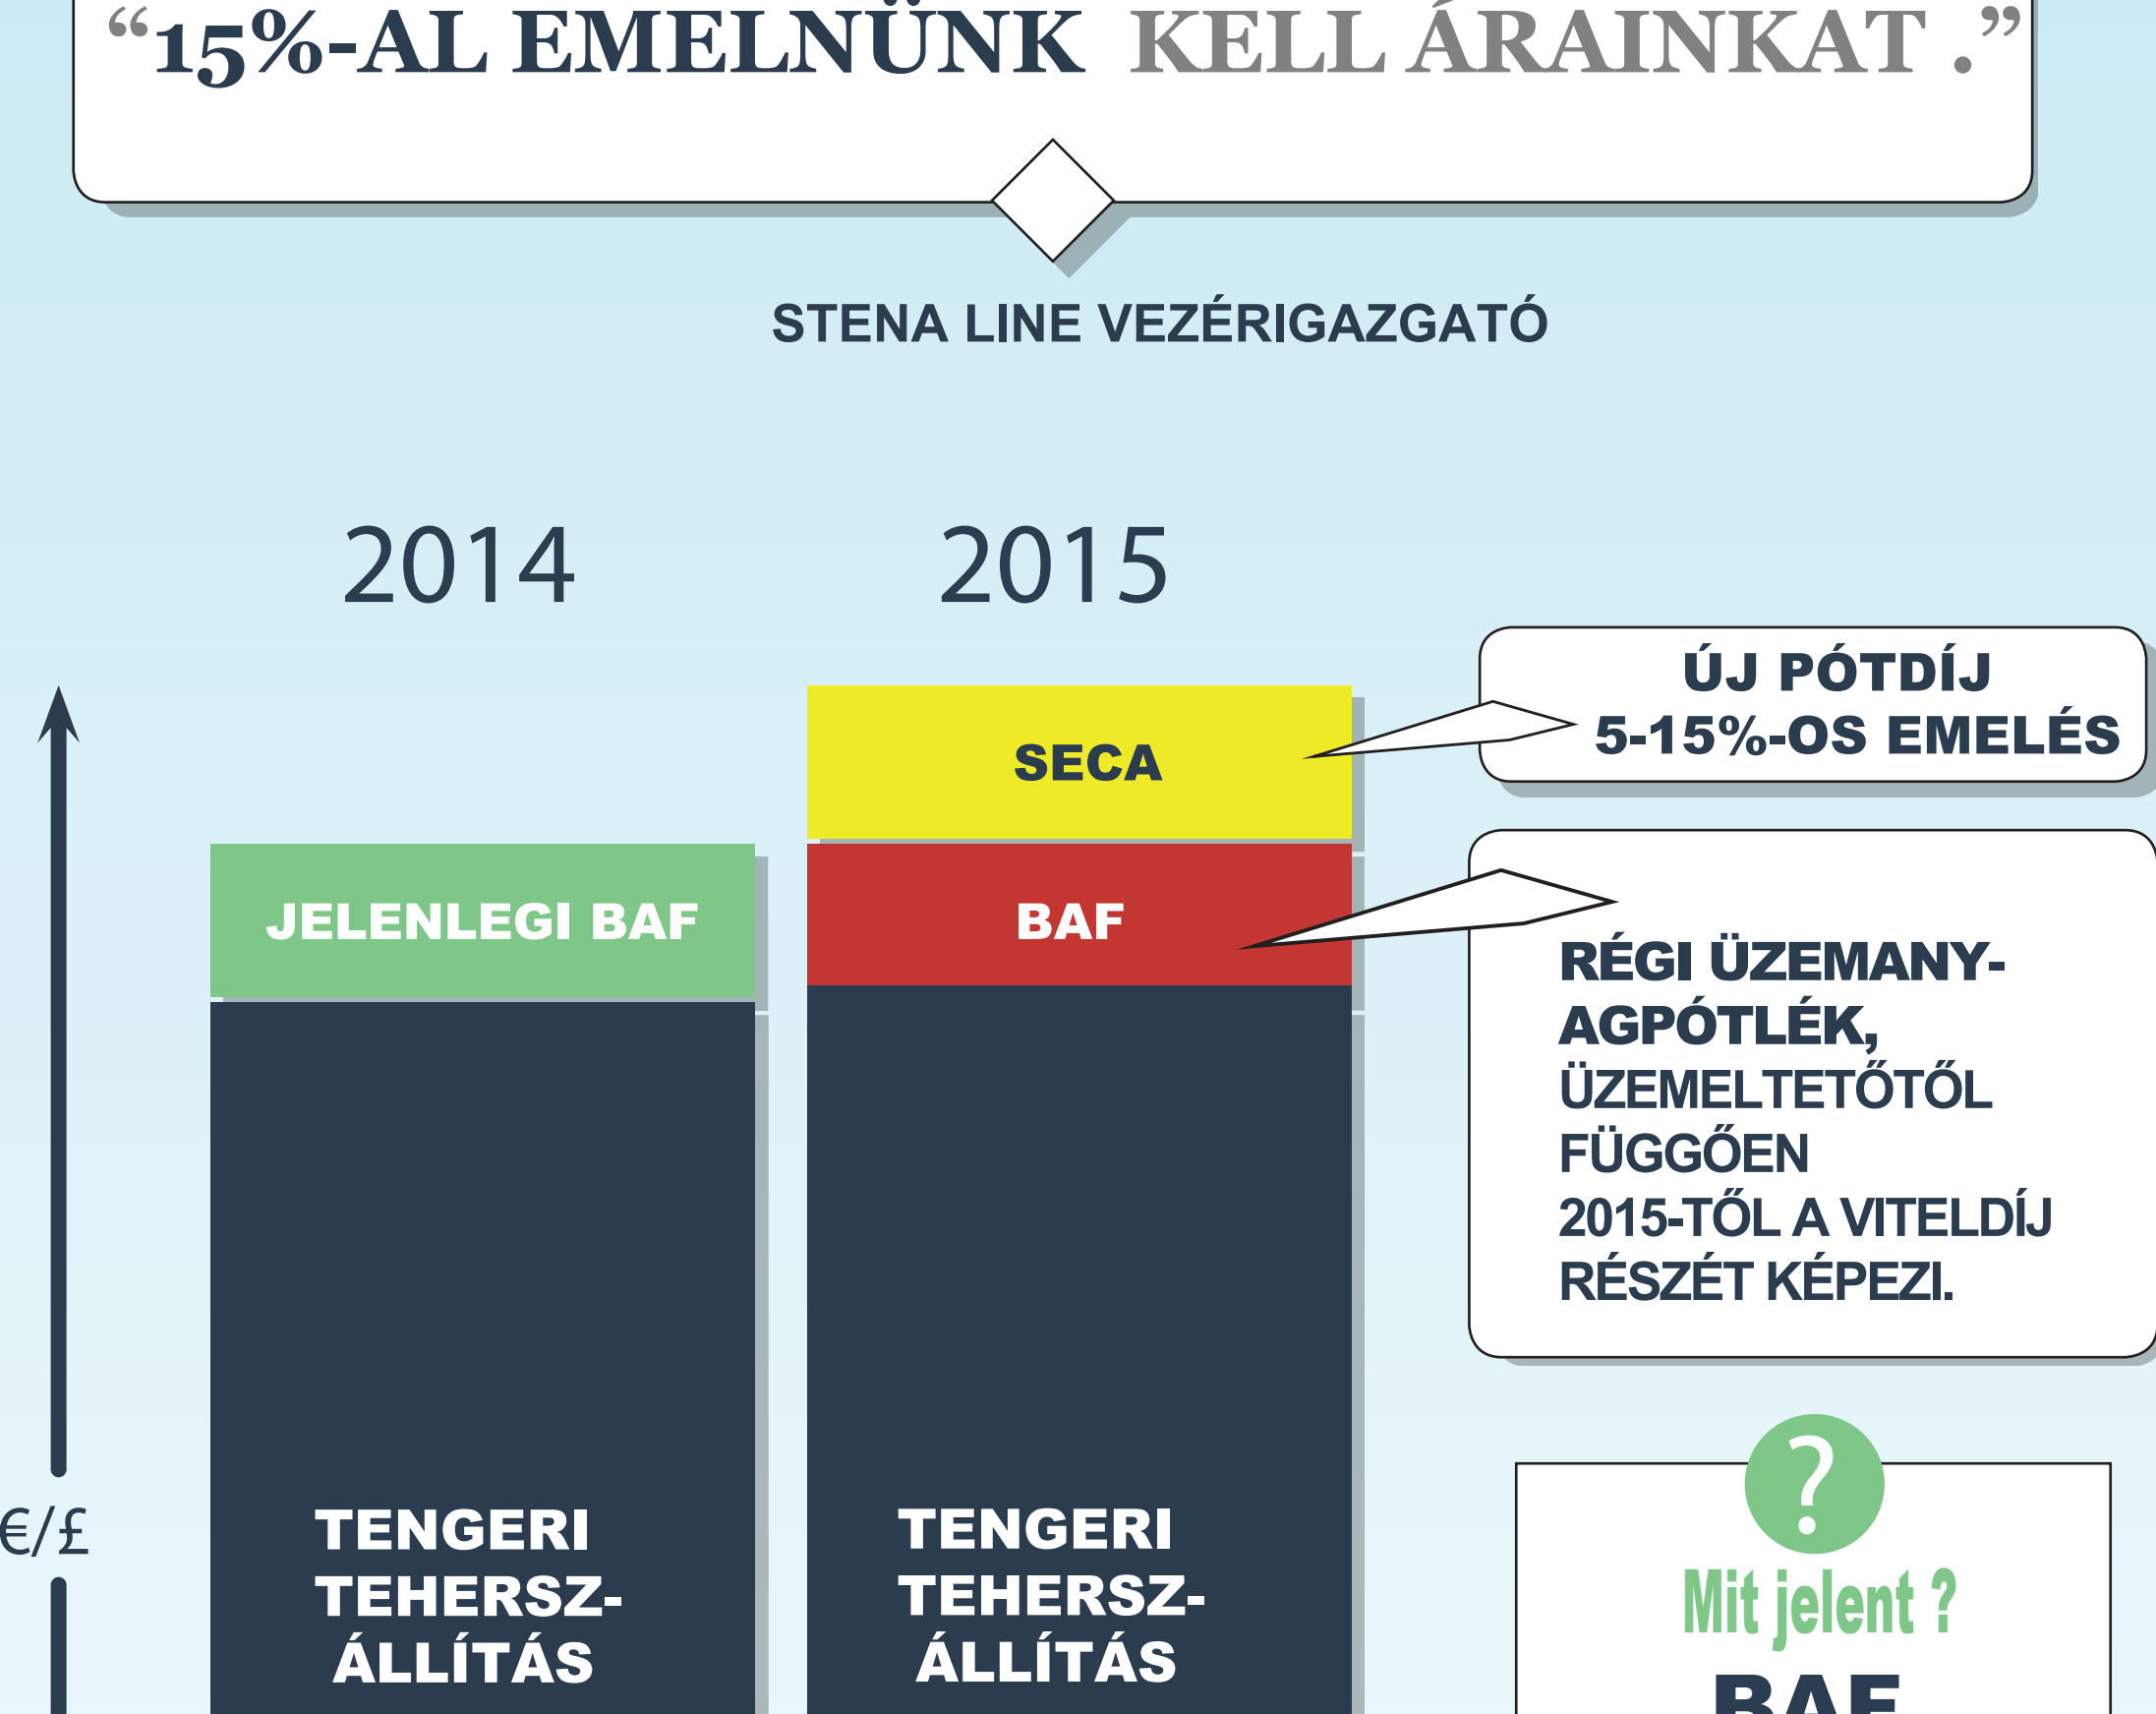 “15%-AL EMELNÜNK KELL ÁRAINKAT .”
STENA LINE VEZÉRIGAZGATÓ
2014
2015
ÚJ PÓTDÍJ
5-15%-OS EMELÉS
SECA
JELENLEGI BAF
BAF
RÉGI ÜZEMANY-
AGPÓTLÉK,
ÜZEMELTETŐTŐL
FÜGGŐEN
2015-TŐL A VITELDÍJ
RÉSZÉT KÉPEZI.
€/£
TENGERI
TEHERSZ-
ÁLLÍTÁS
TENGERI
TEHERSZ-
ÁLLÍTÁS
?
Mit jelent ?
BAF